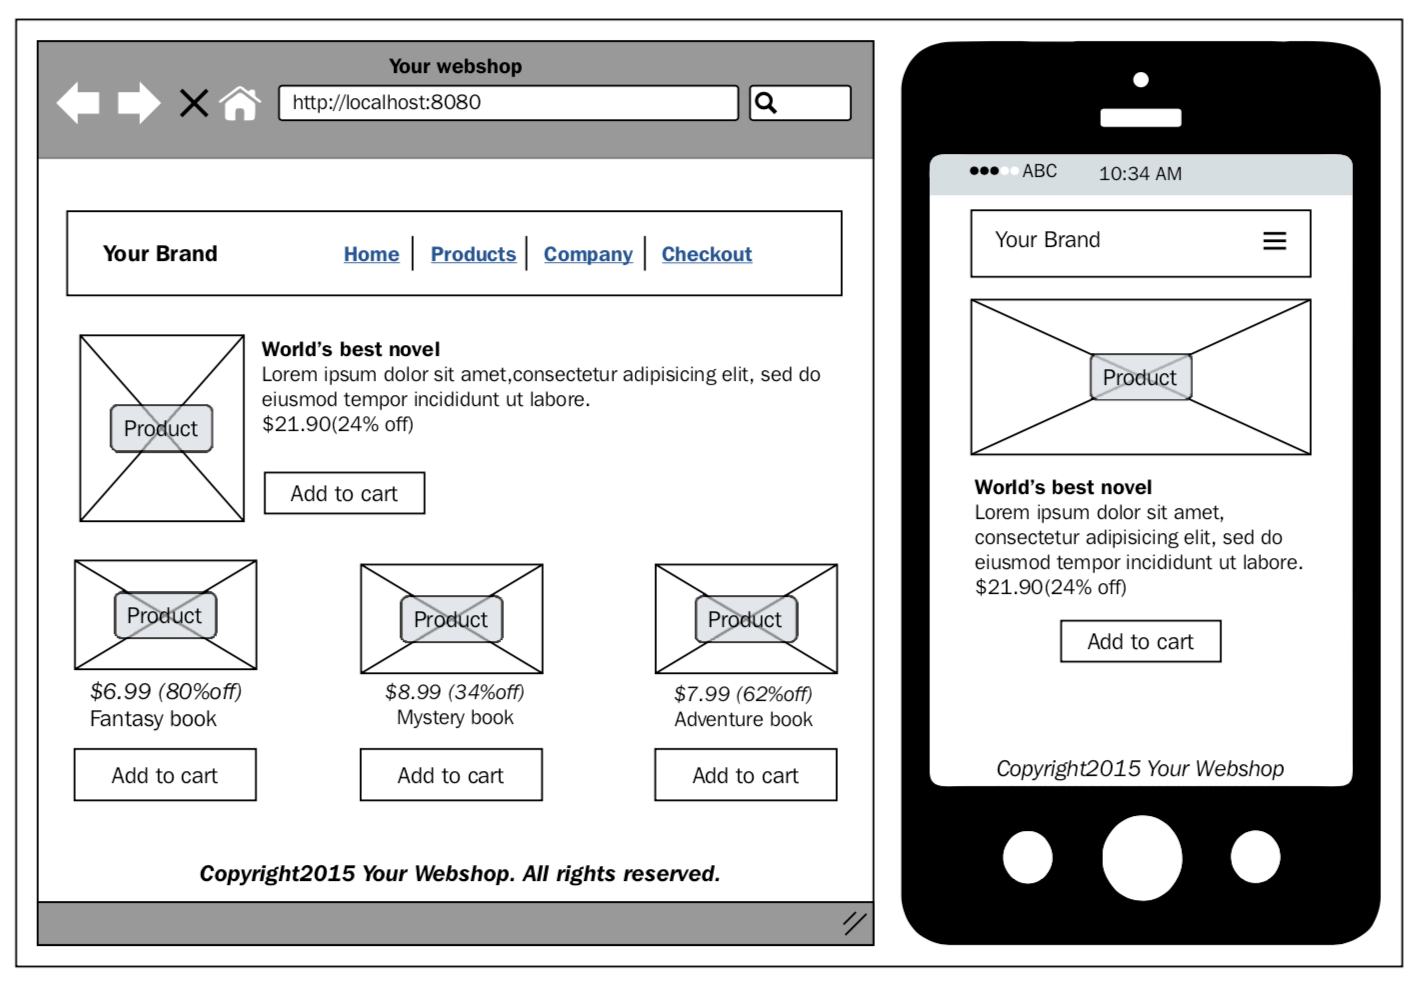 Your webshop
http://localhost:8080
Your Brand
Home
Products
Company
Checkout
Product
World's best novel
Lorem ipsum dolor sit amet,consectetur adipisicing elit, sed do
eiusmod tempor incididunt ut labore.
$21.90(24% off)
Add to cart
Product
$6.99 (80%off)
Fantasy book
Add to cart
Product
$8.99 (34%off)
Mystery book
Add to cart
Product
$7.99 (62%off)
Adventure book
Add to cart
Copyright2015 Your Webshop. All rights reserved.
ABC 10:34 AM
Your Brand
Product
World's best novel
Lorem ipsum dolor sit amet,
consectetur adipisicing elit, sed do
eiusmod tempor incididunt ut labore.
$21.90(24% off)
Add to cart
Copyright2015 Your Webshop